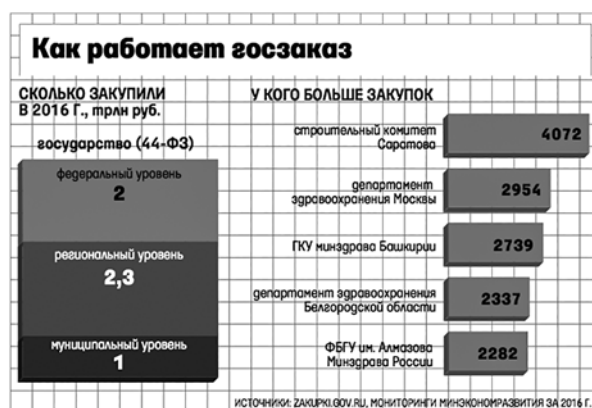 Как работает госзаказ
СКОЛЬКО ЗАКУПИЛИ
В 2016 Г., трлн руб.
государство (44-ФЗ)
федеральный уровень
2
региональный уровень
2,3
муниципальный уровень
1
У КОГО БОЛЬШЕ ЗАКУПОК
строительный комитет
Саратова
4072
департамент
здравоохранения Москвы
2954
ГКУ минздрава Башкирии
2739
департамент здравоохранения
Белгородской области
2337
ФБГУ им. Алмазова
Минздрава России
2282
ИСТОЧНИКИ: ZAKUPKI.GOV.RU, МОНИТОРИНГИ МИНЭКОНОМРАЗВИТИЯ ЗА 2016 Г.